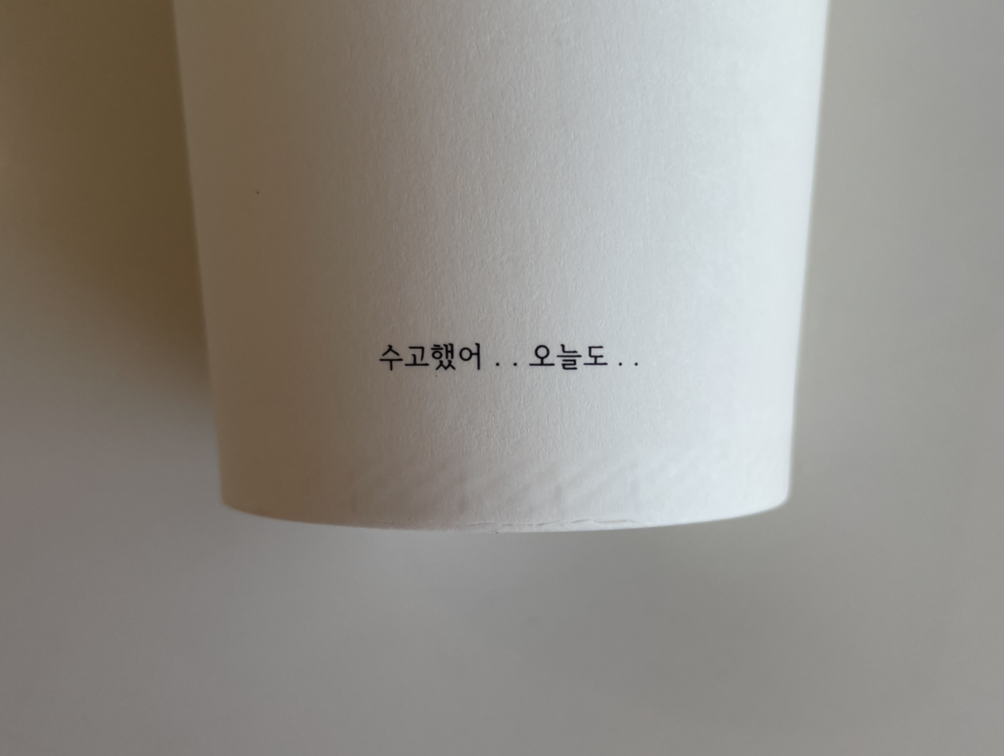 수고했어 . . 오늘도 . .